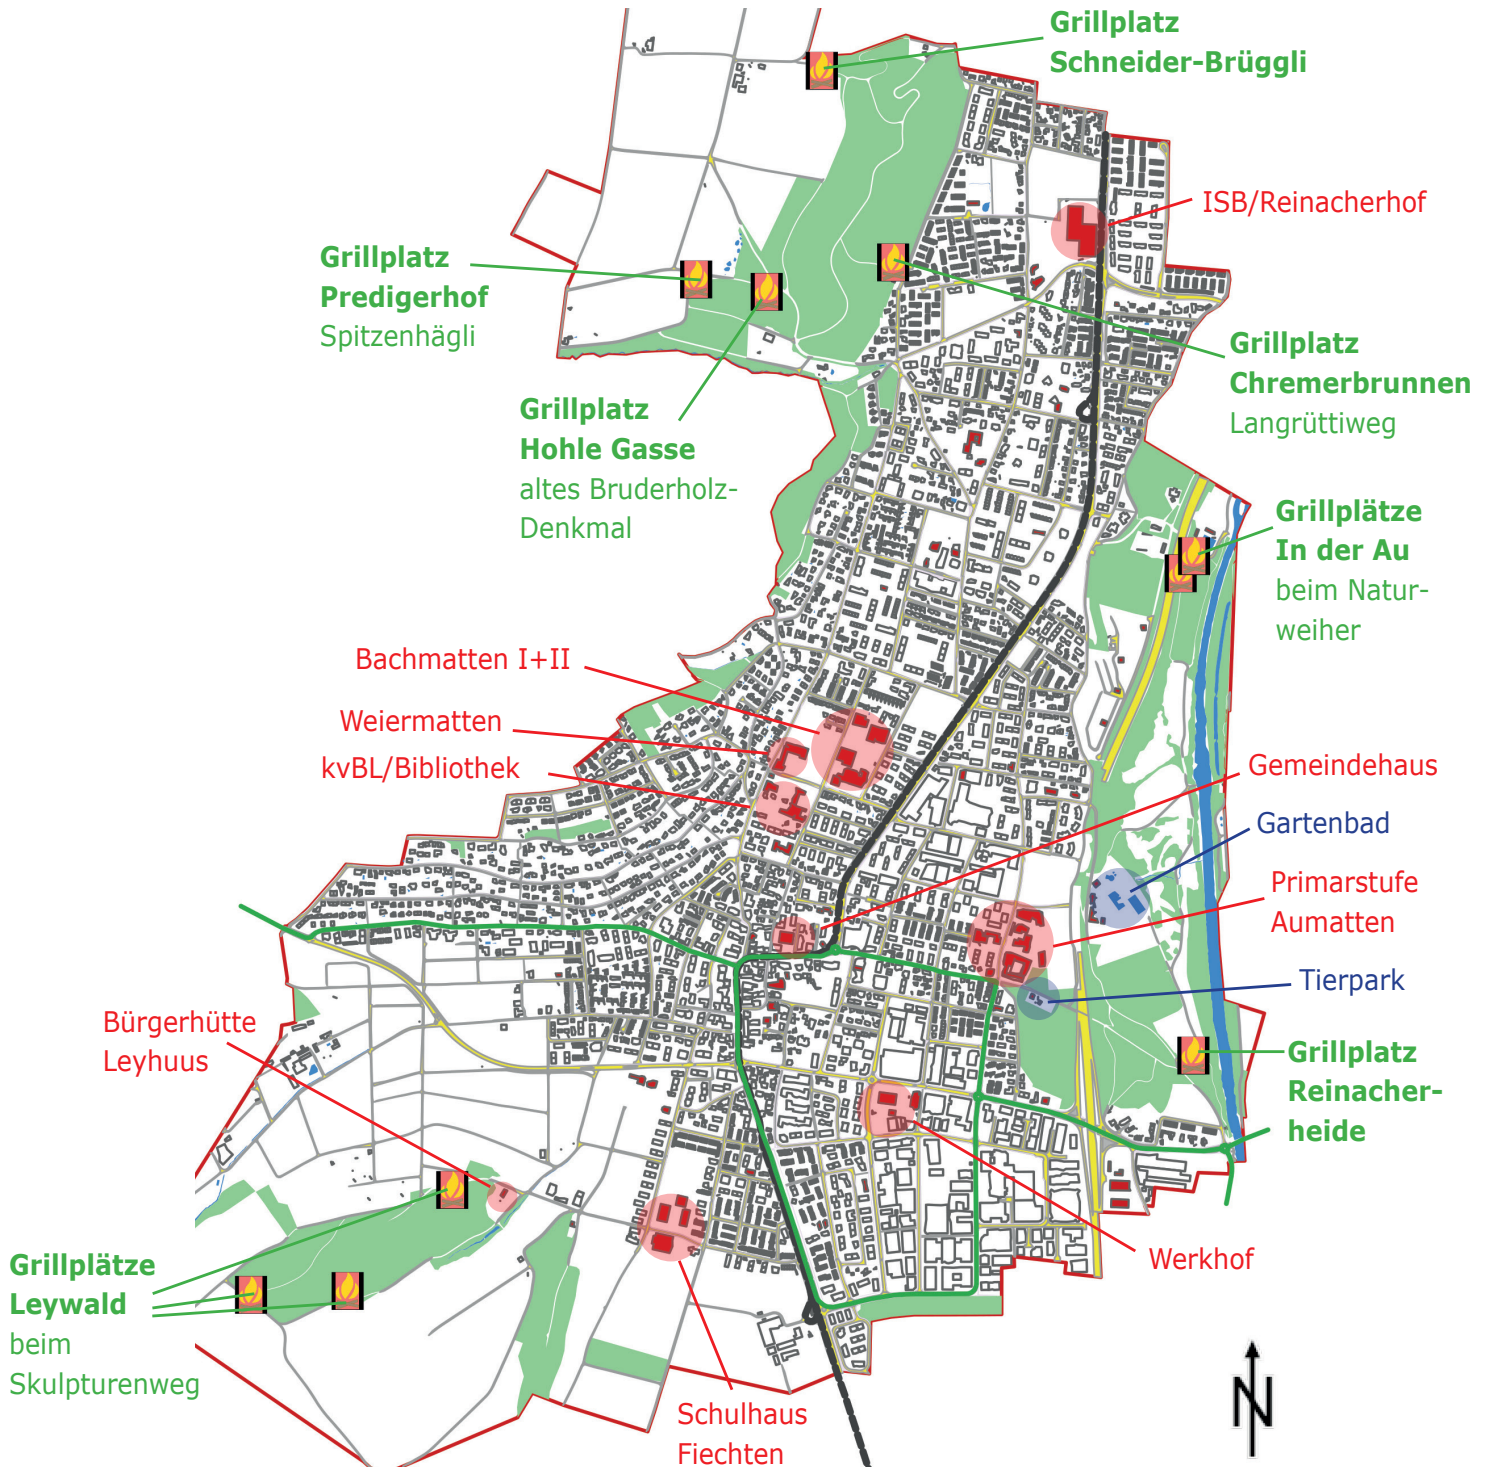 Grillplatz
Schneider-Brüggli
ISB/Reinacherhof
Grillplatz
Predigerhof
Spitzenhägli
Grillplatz
Chremerbrunnen
Langrüttiweg
Grillplatz
Hohle Gasse
altes Bruderholz-
Denkmal
Grillplätze
In der Au
beim Natur-
weiher
Bachmatten I+II
Weiermatten
kvBL/Bibliothek
Gemeindehaus
Gartenbad
Primarstufe
Aumatten
Tierpark
Bürgerhütte
Leyhuus
Grillplatz
Reinacher-
heide
Werkhof
Grillplätze
Leywald
beim
Skulpturenweg
Schulhaus
Fiechten
N